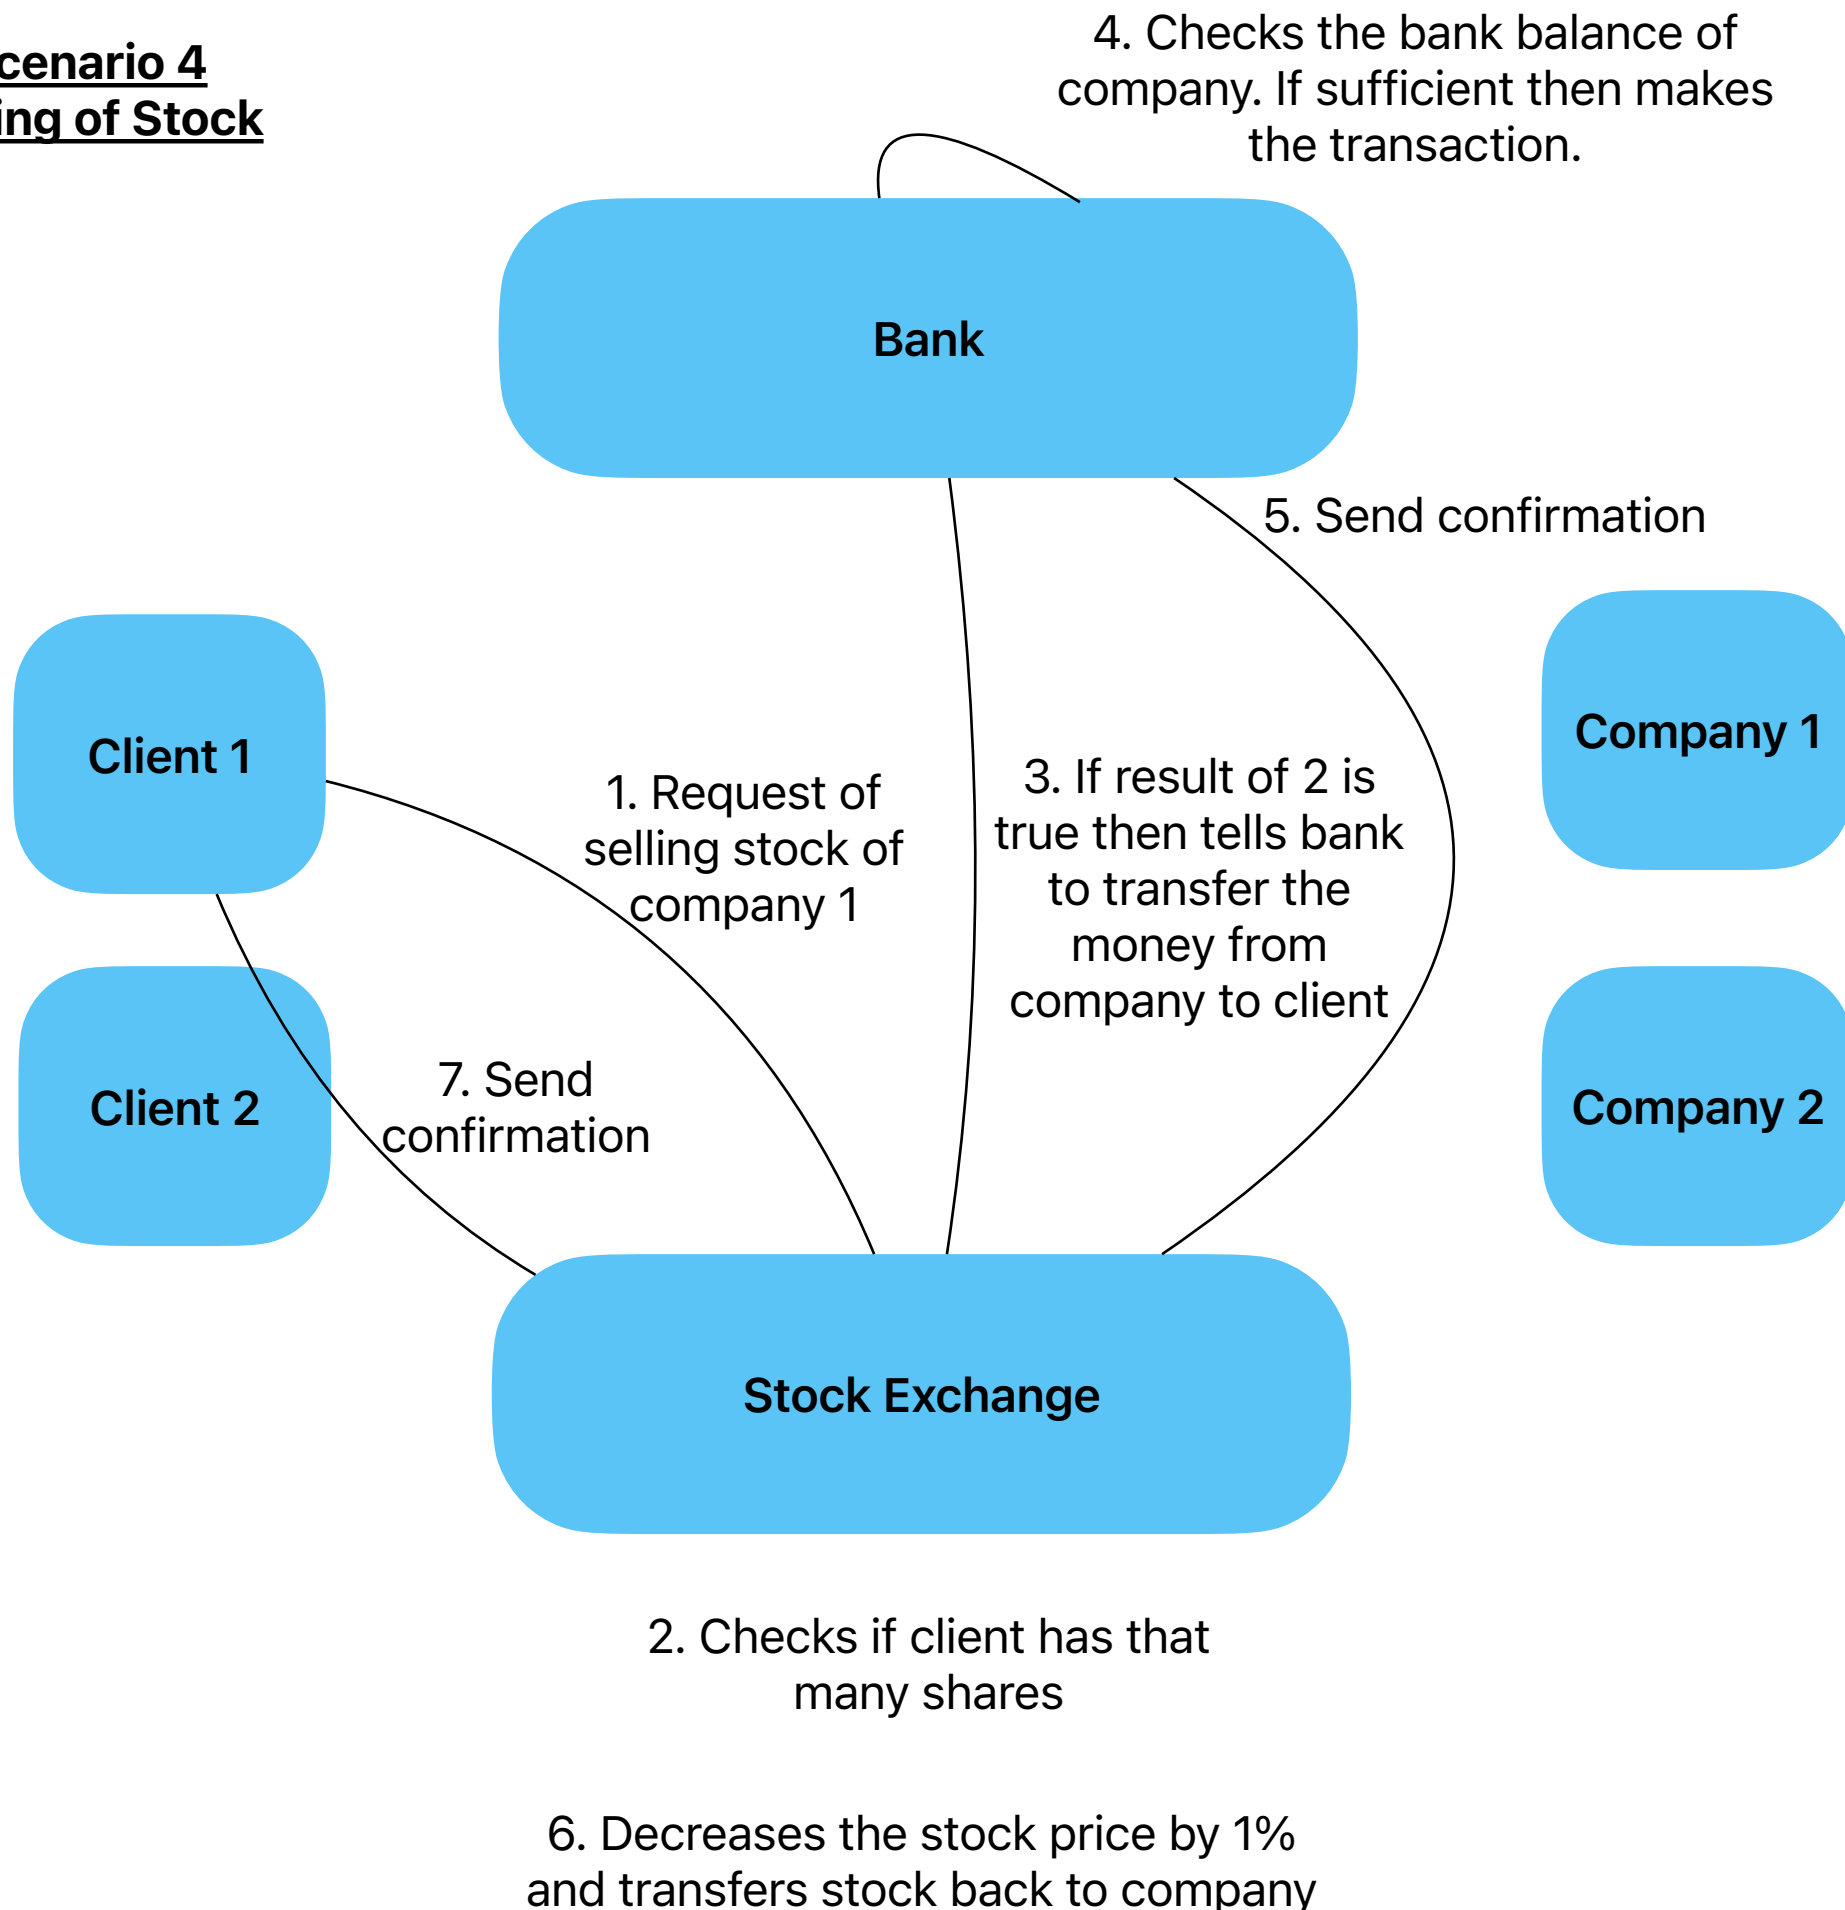 cenario 4
ing of Stock
4. Checks the bank balance of
company. If sufficient then makes
the transaction.
Bank
5. Send confirmation
Client 1
Company 1
1. Request of
selling stock of
company 1
3. If result of 2 is
true then tells bank
to transfer the
money from
company to client
Client 2
Company 2
7. Send
confirmation
Stock Exchange
2. Checks if client has that
many shares
6. Decreases the stock price by 1%
and transfers stock back to company